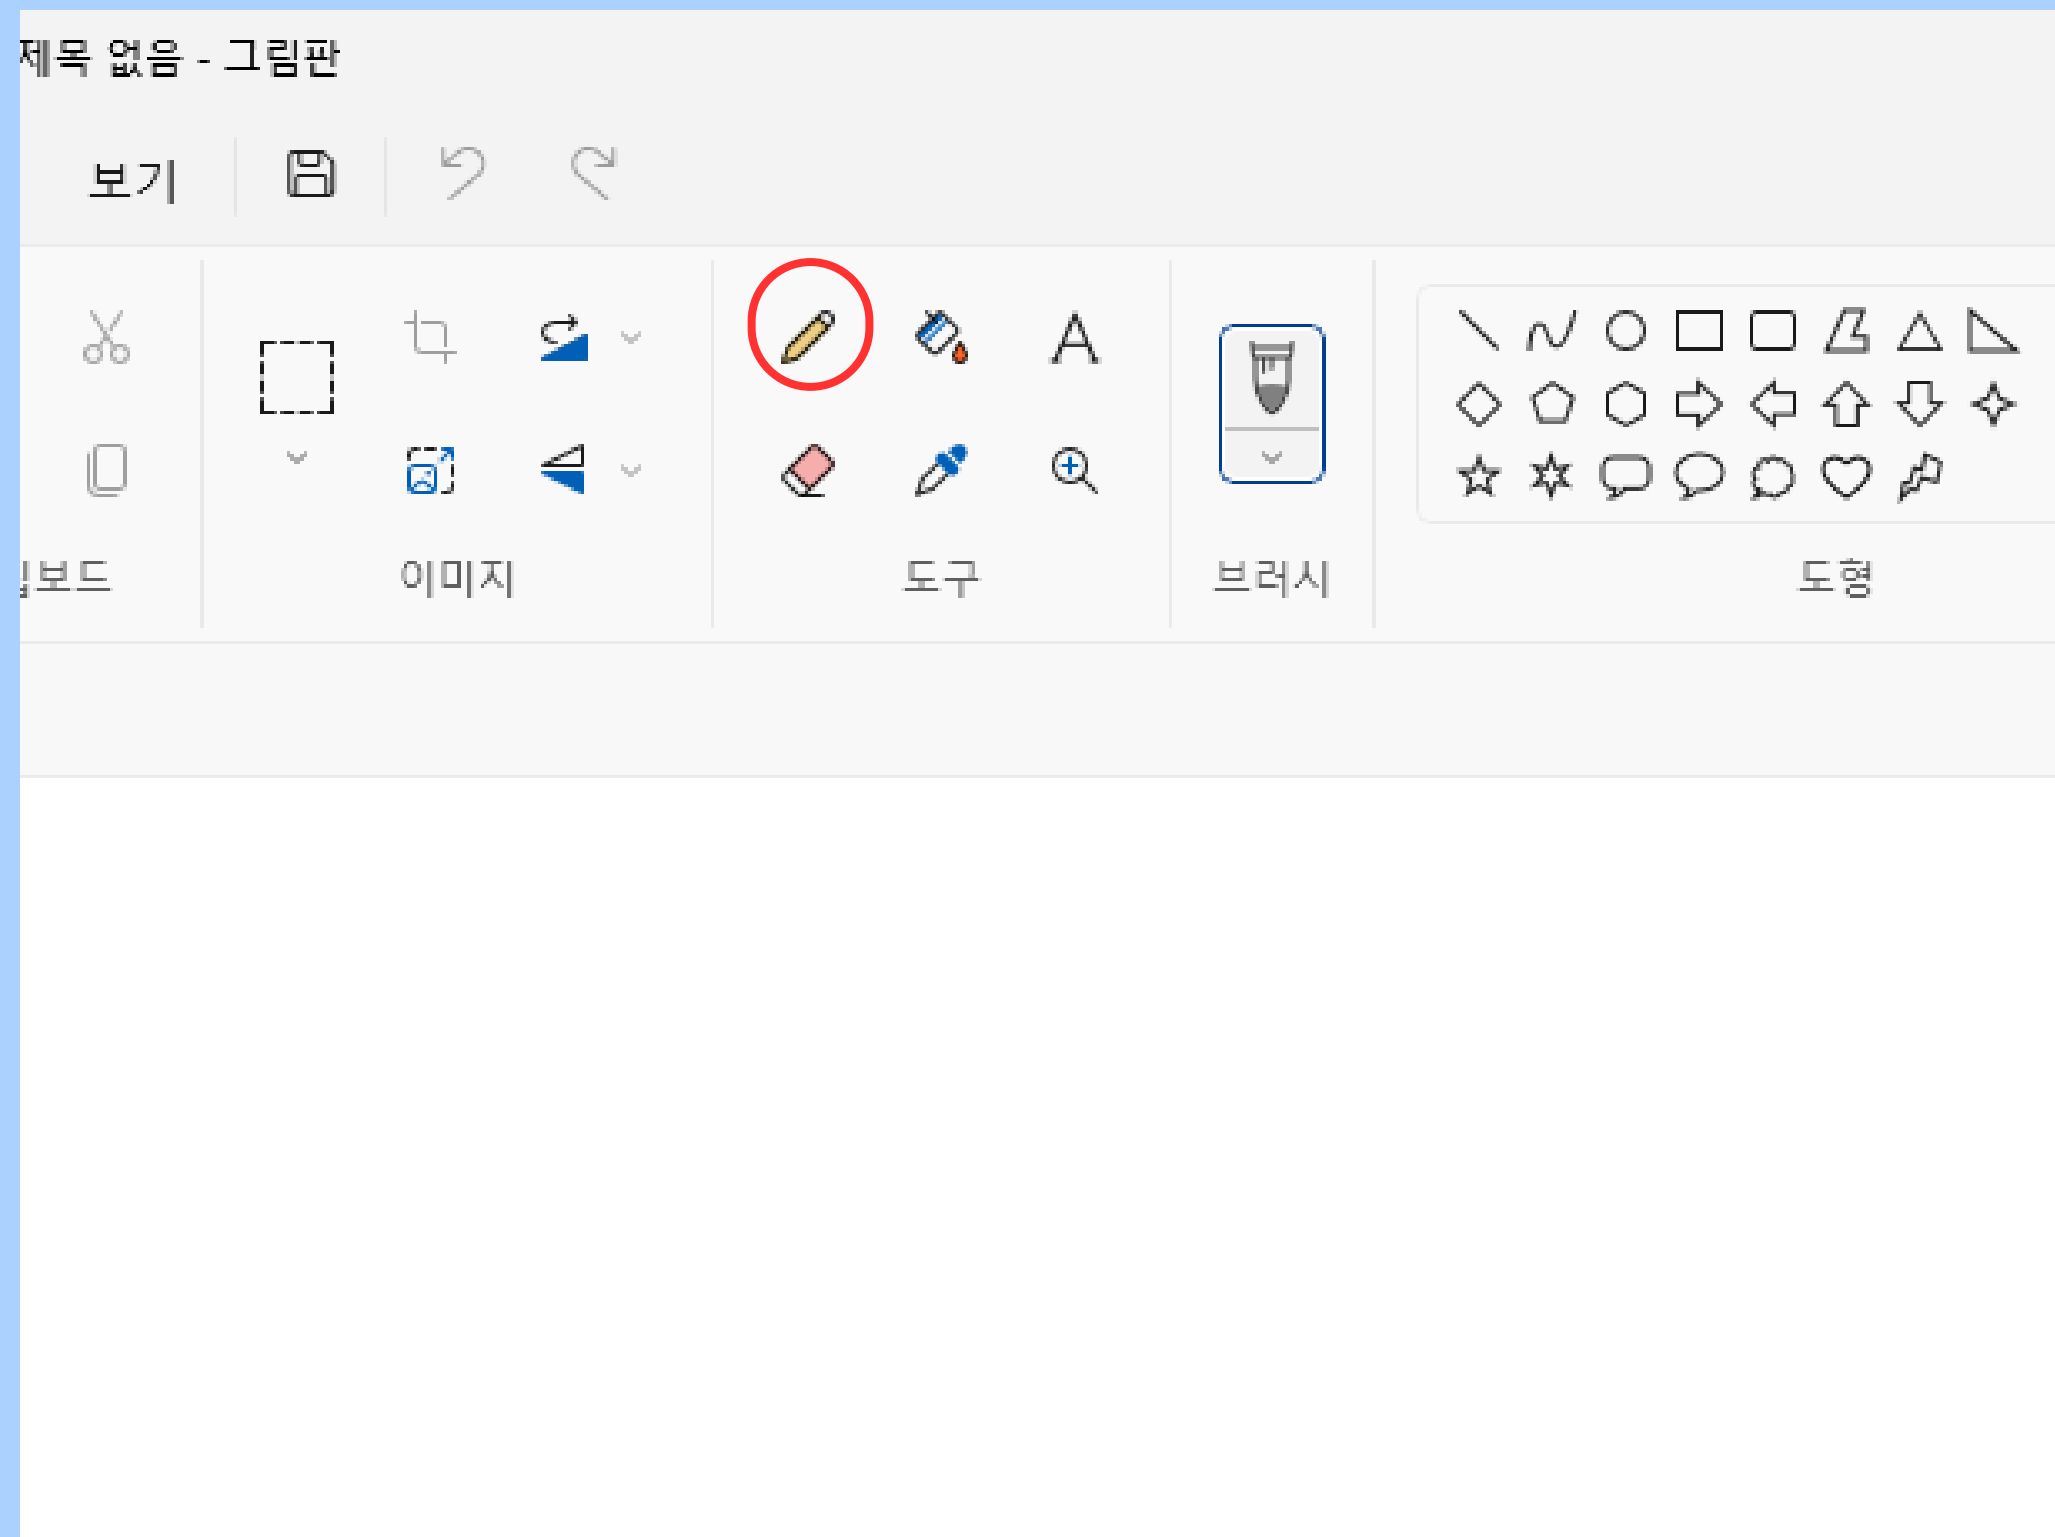 제목 없음 - 그림판
보기
보드
이미지
도구
브러시
도형